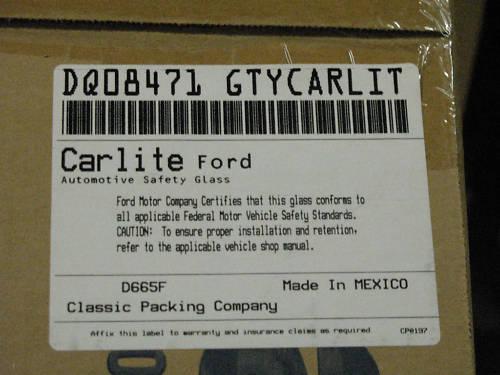 DQ08471 GTYCARLIT
Carlite Ford
Automotive Safety Glass
Ford Motor Company Certifies that this glass conforms to
all applicable Federal Motor Vehicle Safety Standards.
CAUTION: To ensure proper installation and retention,
refer to the applicable vehicle shop manual.
D665F Made In MEXICO
Classic Packing Company
Affix this label to warranty and insurance claims as required CP0197